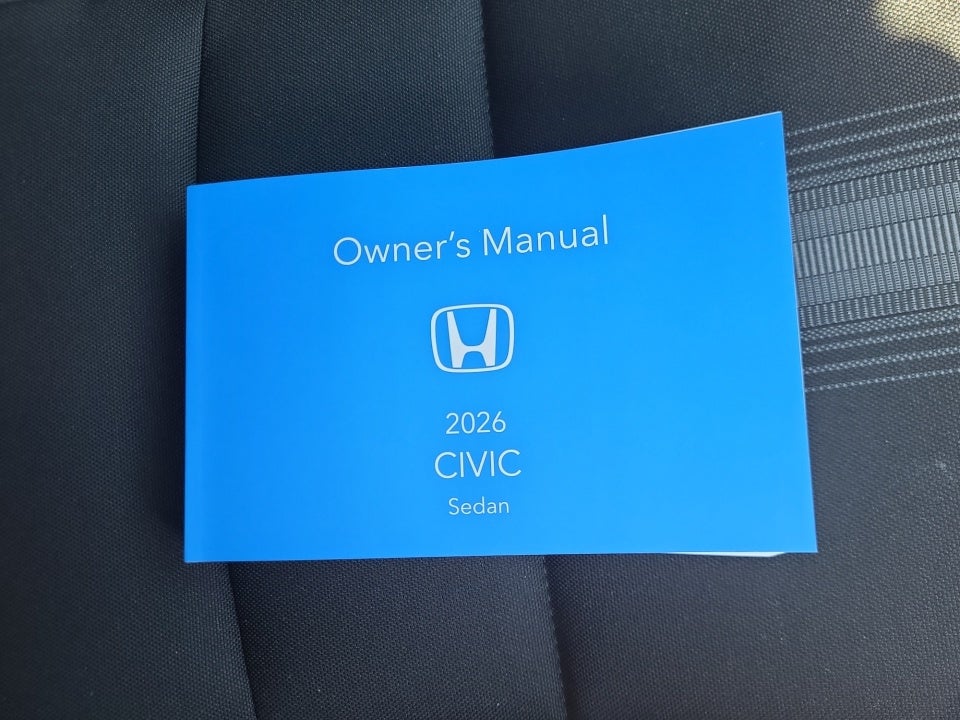 Owner's Manual
2026
CIVIC
Sedan